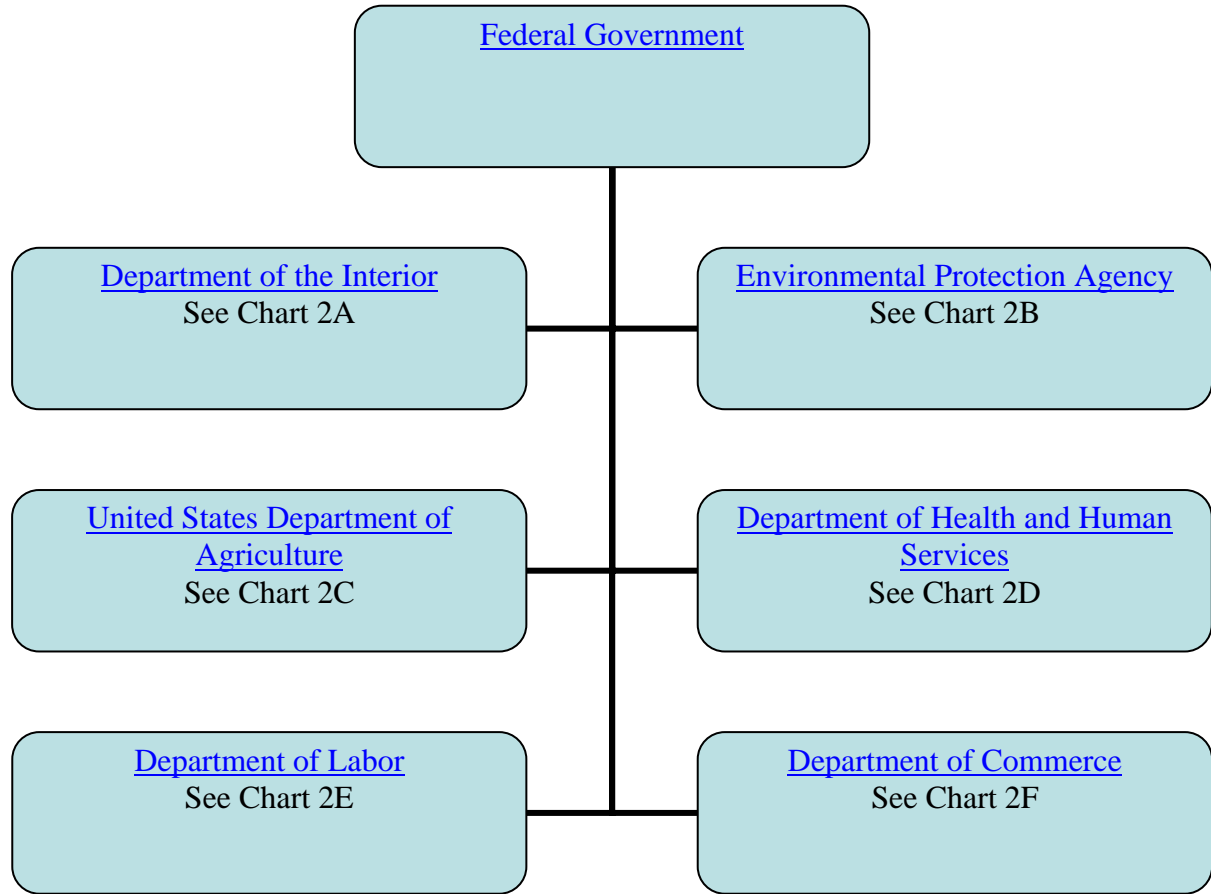 Federal Government
Department of the Interior
See Chart 2A
Environmental Protection Agency
See Chart 2B
United States Department of
Agriculture
See Chart 2C
Department of Health and Human
Services
See Chart 2D
Department of Labor
See Chart 2E
Department of Commerce
See Chart 2F